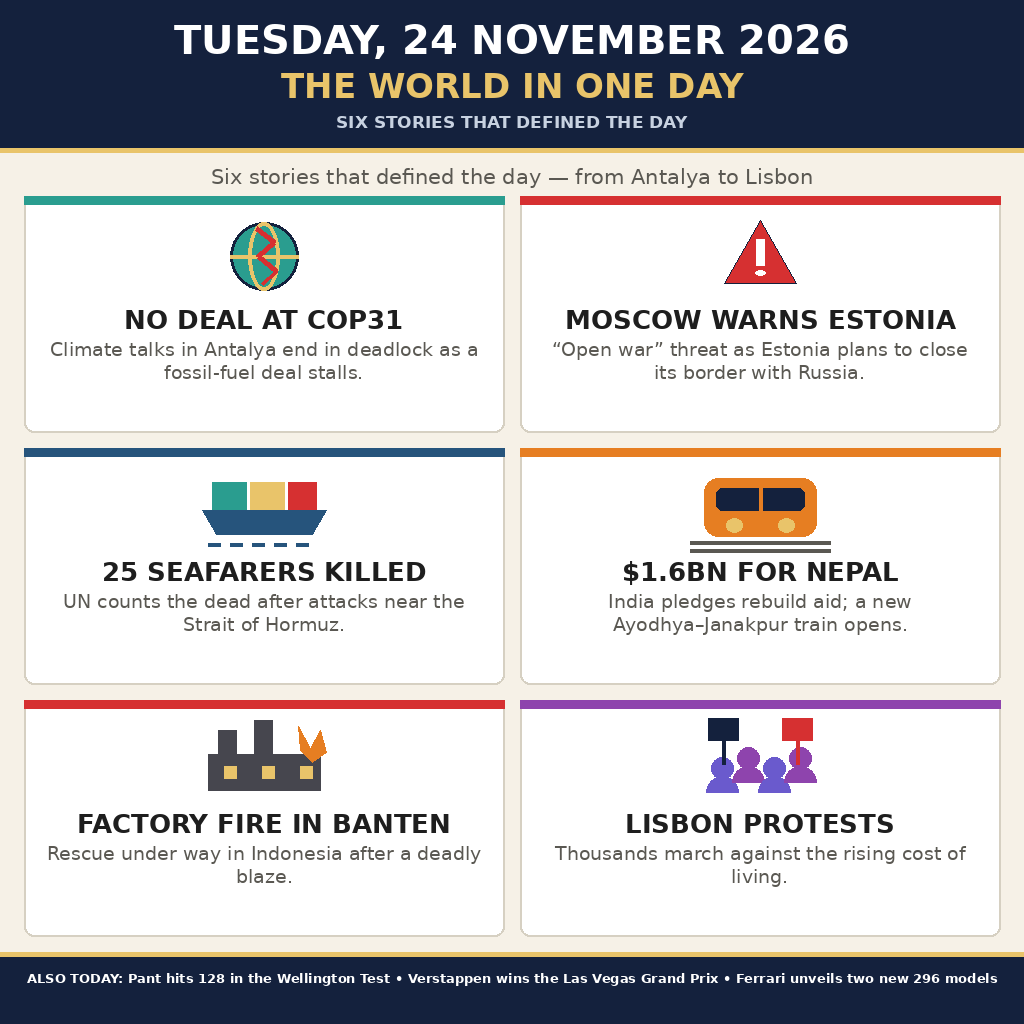 TUESDAY, 24 NOVEMBER 2026
THE WORLD IN ONE DAY
SIX STORIES THAT DEFINED THE DAY
Six stories that defined the day — from Antalya to Lisbon
NO DEAL AT COP31
Climate talks in Antalya end in deadlock as a
fossil-fuel deal stalls.
MOSCOW WARNS ESTONIA
“Open war” threat as Estonia plans to close
its border with Russia.
25 SEAFARERS KILLED
UN counts the dead after attacks near the
Strait of Hormuz.
$1.6BN FOR NEPAL
India pledges rebuild aid; a new
Ayodhya–Janakpur train opens.
FACTORY FIRE IN BANTEN
Rescue under way in Indonesia after a deadly
blaze.
LISBON PROTESTS
Thousands march against the rising cost of
living.
ALSO TODAY: Pant hits 128 in the Wellington Test • Verstappen wins the Las Vegas Grand Prix • Ferrari unveils two new 296 models